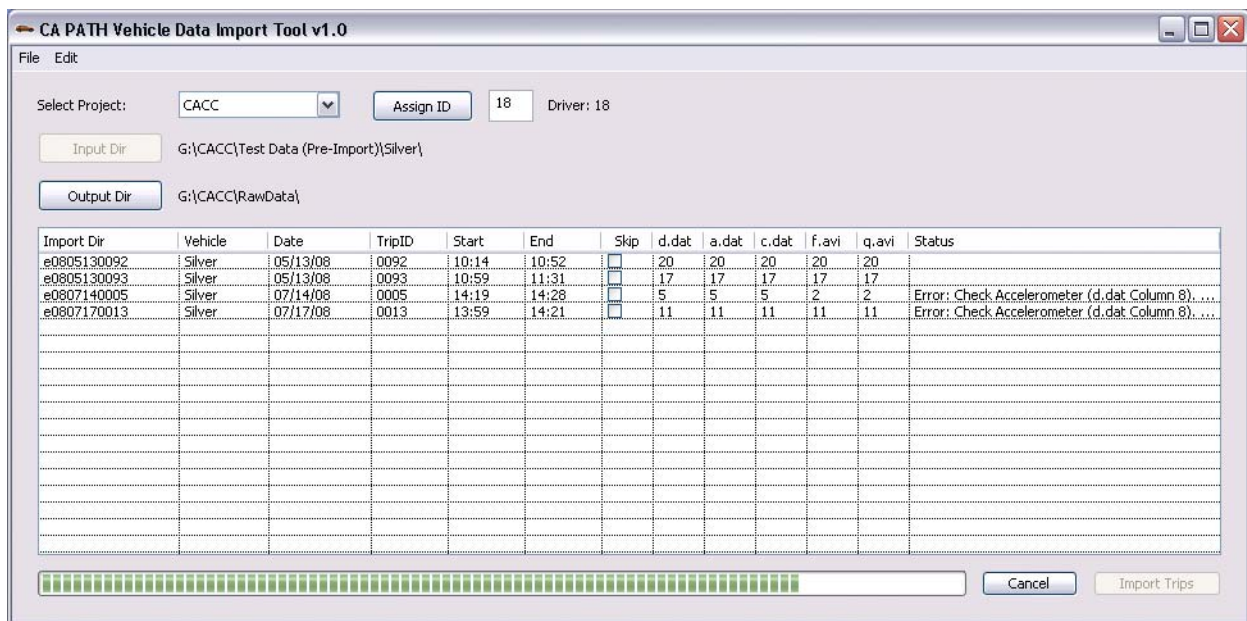 CA PATH Vehicle Data Import Tool v1.0
File Edit
Select Project: CACC Assign ID 18 Driver: 18
Input Dir G:\CACC\Test Data (Pre-Import)\Silver\
Output Dir G:\CACC\RawData\
Import Dir Vehicle Date TripID Start End Skip d.dat a.dat c.dat f.avi q.avi Status
e0805130092 Silver 05/13/08 0092 10:14 10:52 20 20 20 20 20
e0805130093 Silver 05/13/08 0093 10:59 11:31 17 17 17 17 17
e0807140005 Silver 07/14/08 0005 14:19 14:28 5 5 5 2 2 Error: Check Accelerometer (d.dat Column 8). ...
e0807170013 Silver 07/17/08 0013 13:59 14:21 11 11 11 11 11 Error: Check Accelerometer (d.dat Column 8). ...
Cancel Import Trips